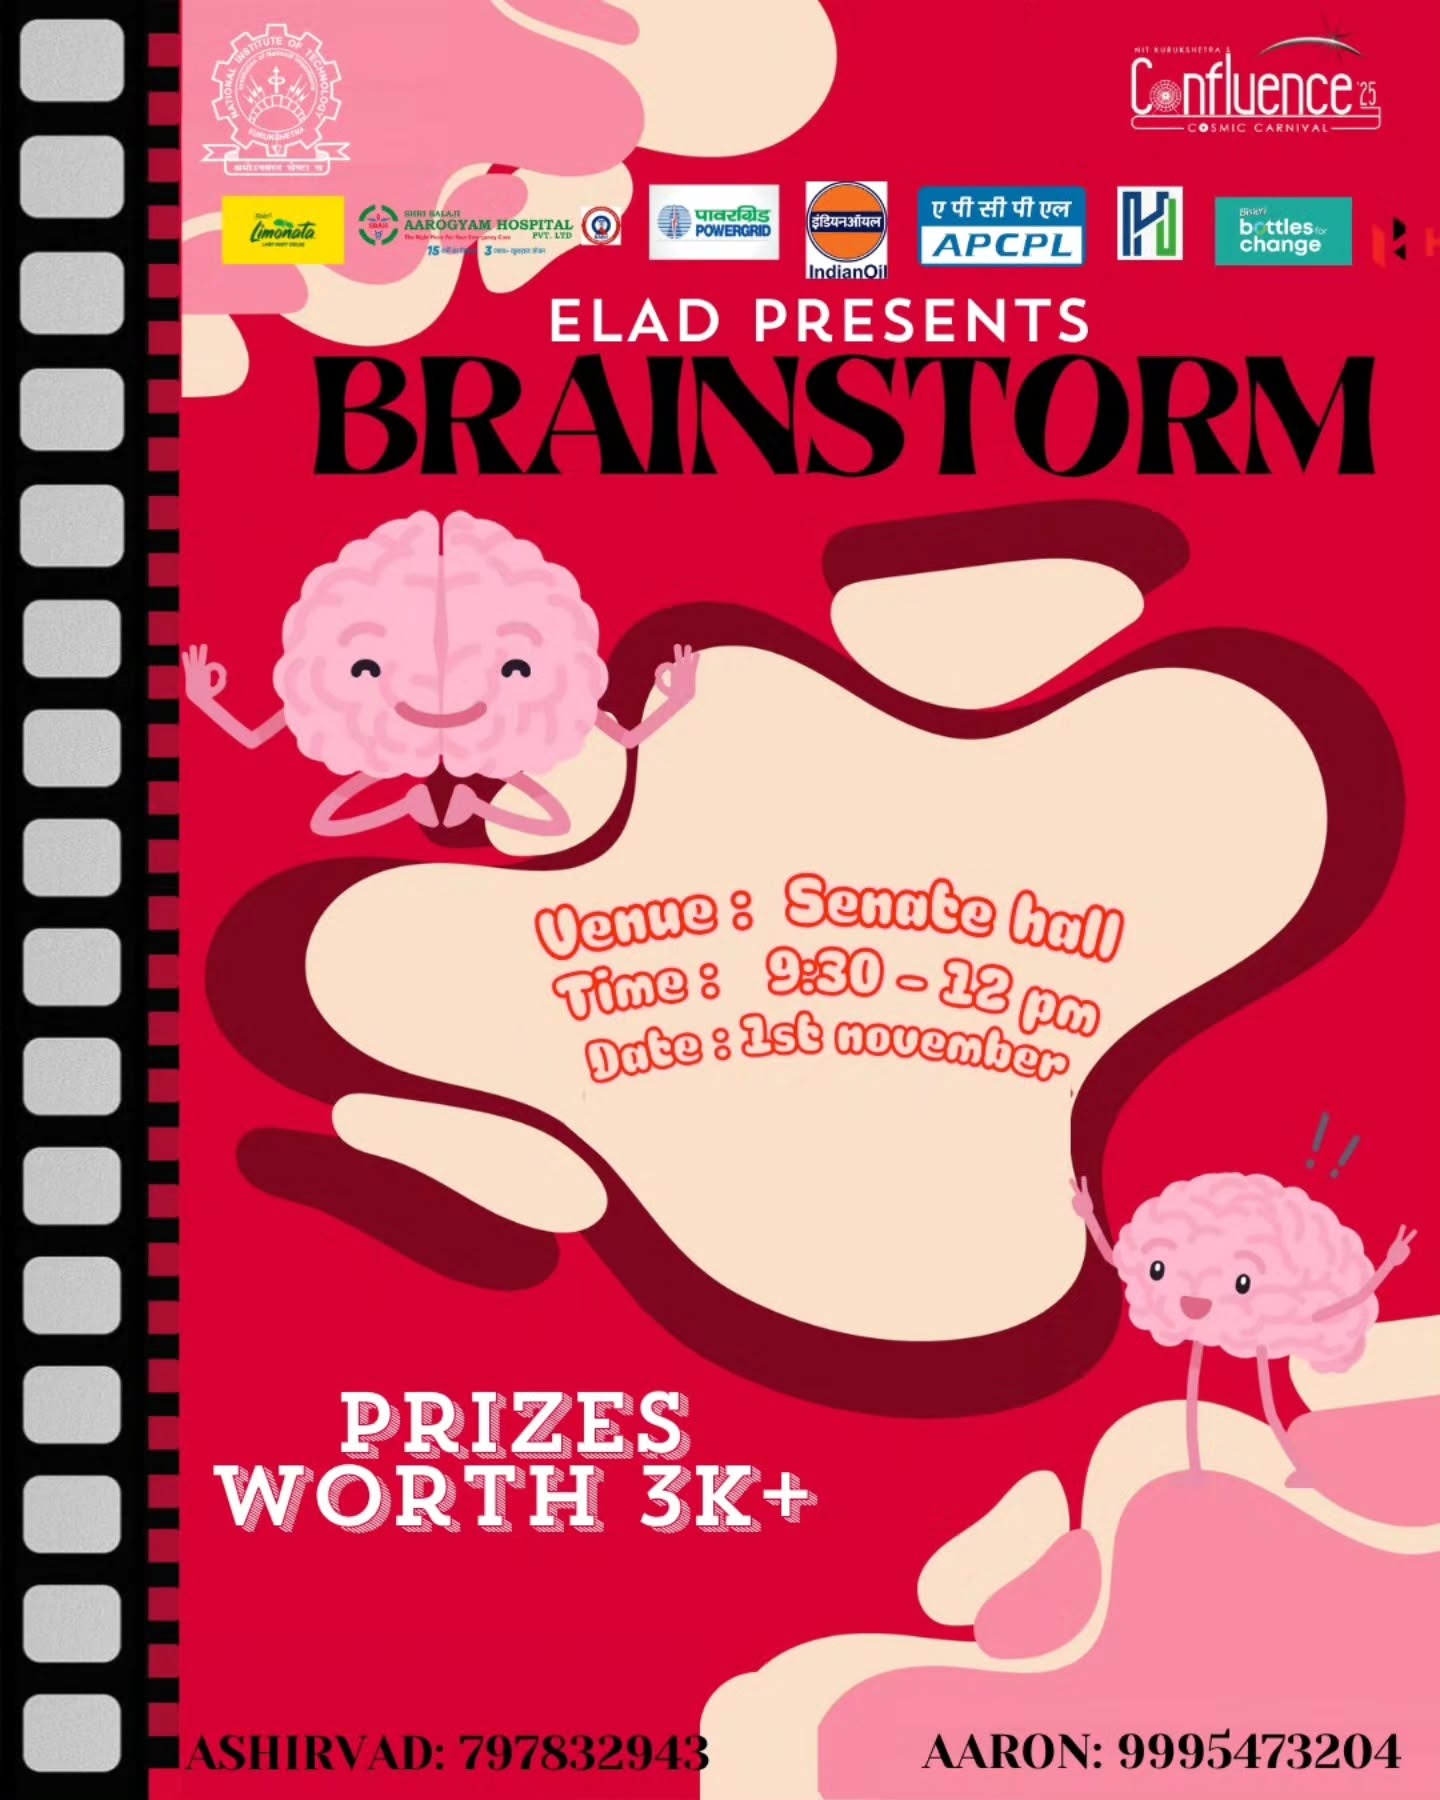 NATIONAL INSTITUTE OF TECHNOLOGY
KURUKSHETRA
NIT KURUKSHETRA'S
Confluence '25
COSMIC CARNIVAL
Limonata
SHRI BALAJI
AAROGYAM HOSPITAL
PVT. LTD
पावरग्रिड
POWERGRID
इंडियनऑयल
IndianOil
ए पी सी पी एल
APCPL
Bisleri
bottles for
change
ELAD PRESENTS
BRAINSTORM
Venue : Senate hall
Time : 9:30 - 12 pm
Date : 1st november
PRIZES
WORTH 3K+
ASHIRVAD: 797832943
AARON: 9995473204